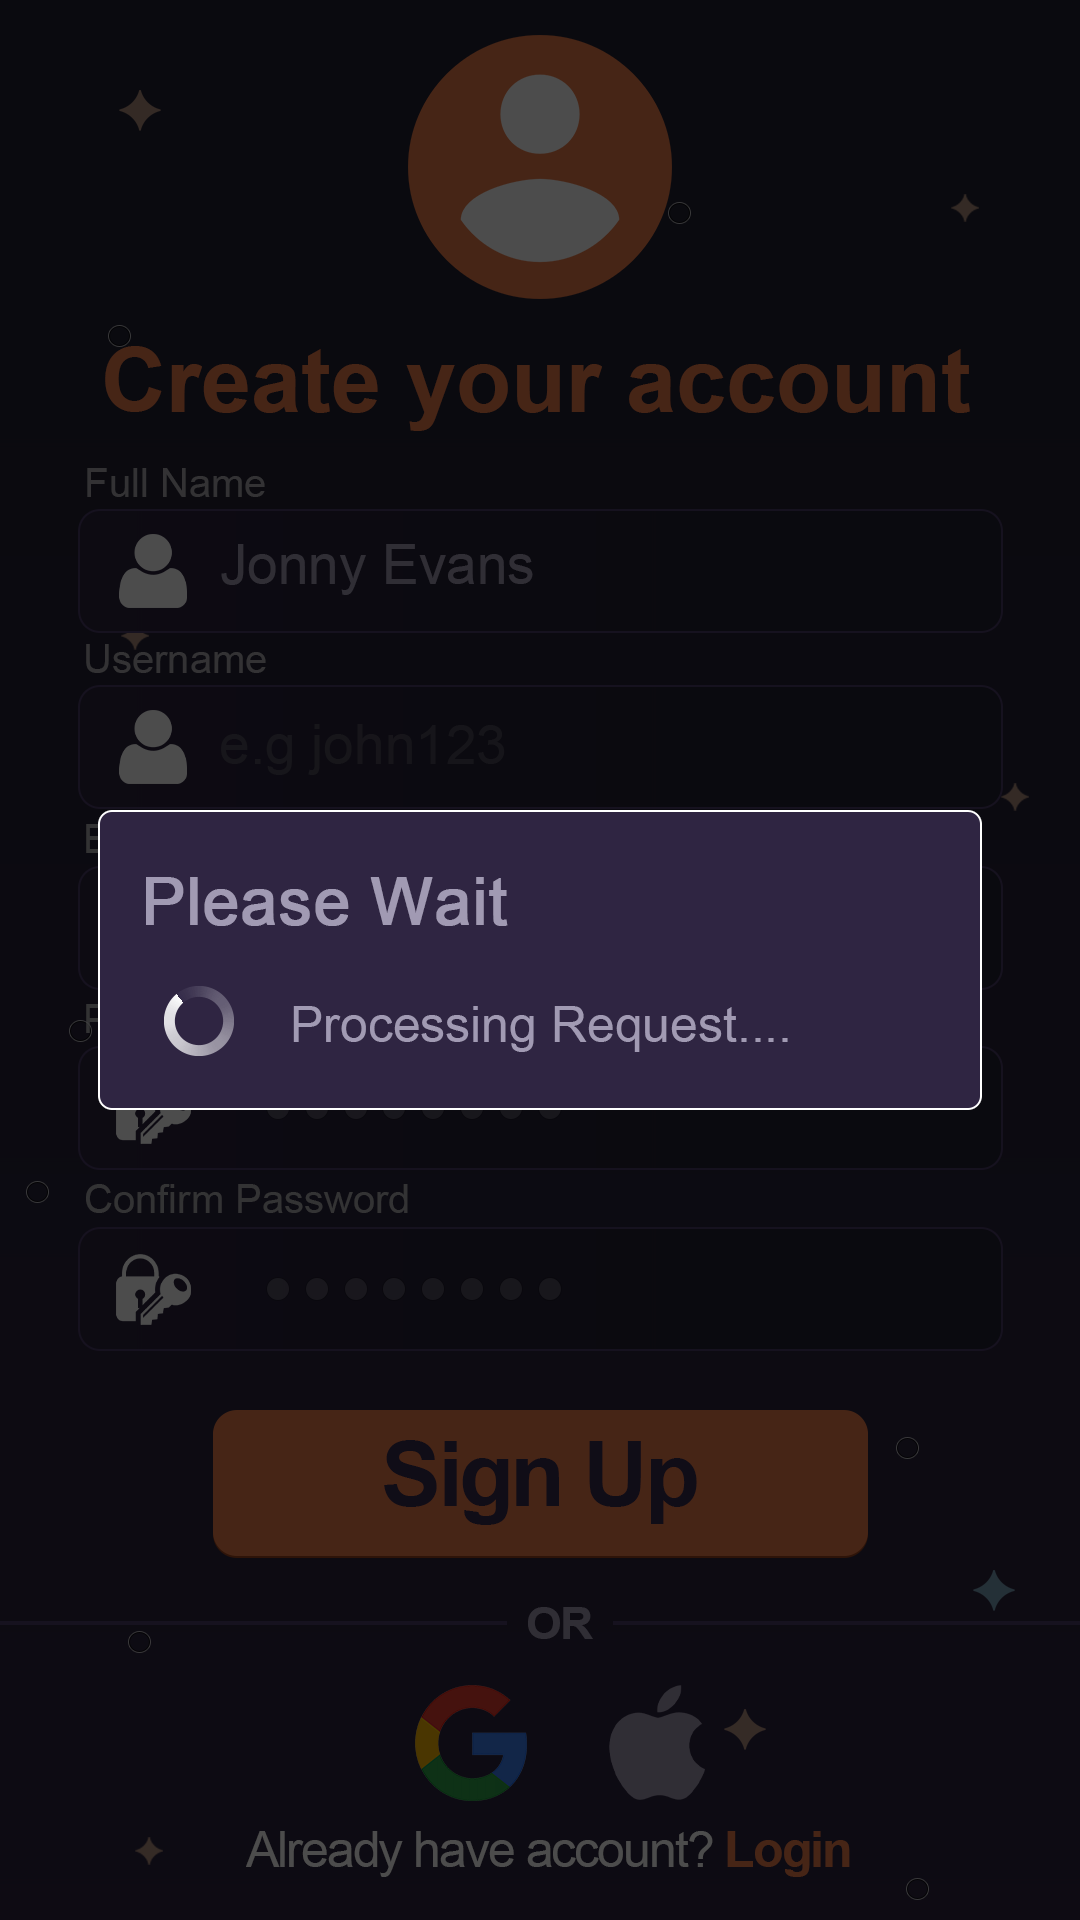 Create your account
Full Name
Jonny Evans
Username
e.g john123
Please Wait
Processing Request....
Confirm Password
Sign Up
OR
Already have account? Login